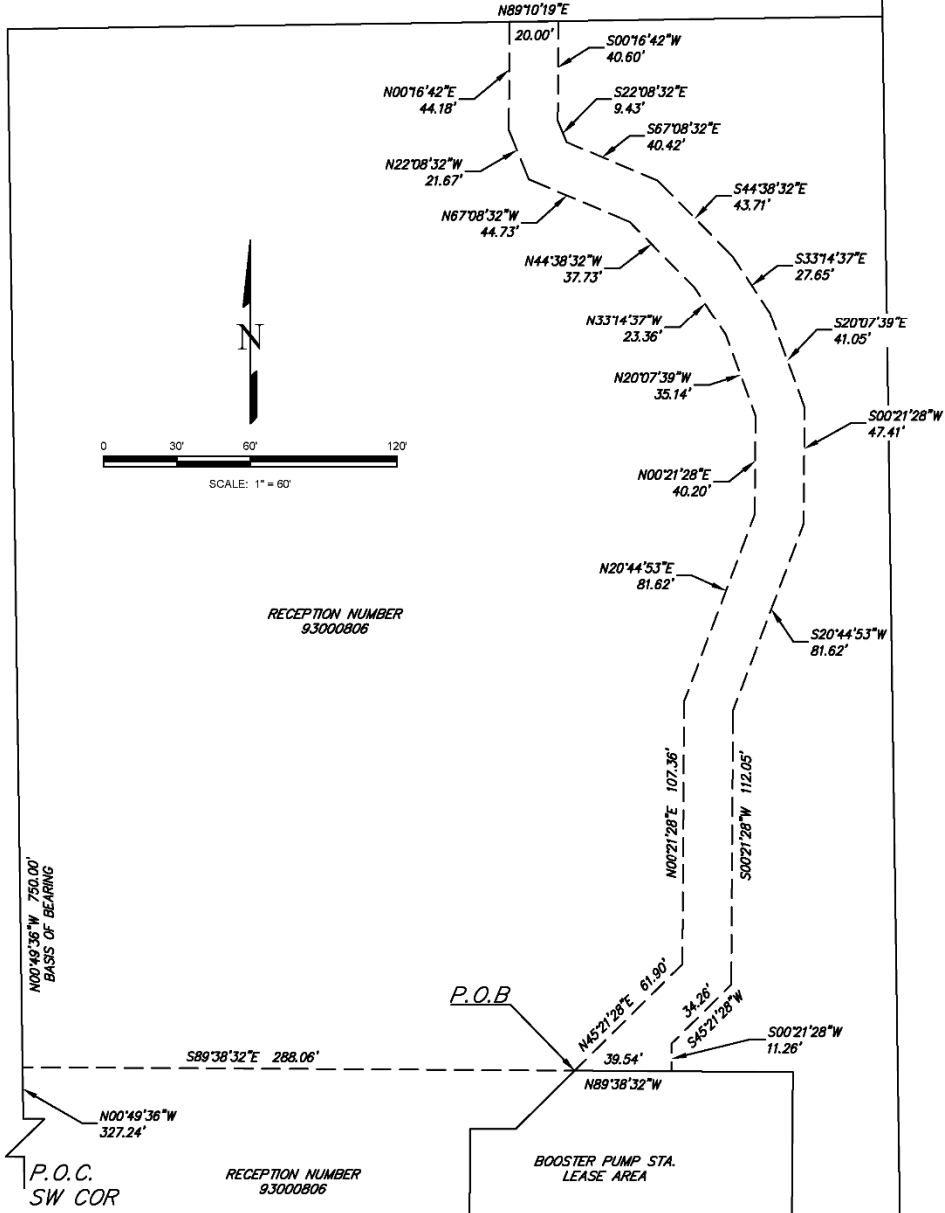 N89°10'19"E
20.00'
S00°16'42"W
40.60'
N00°16'42"E
44.18'
S22°08'32"E
9.43'
S67°08'32"E
40.42'
N22°08'32"W
21.67'
S44°38'32"E
43.71'
N67°08'32"W
44.73'
N44°38'32"W
37.73'
S33°14'37"E
27.65'
N33°14'37"W
23.36'
S20°07'39"E
41.05'
N20°07'39"W
35.14'
N
0 30' 60' 120'
SCALE: 1" = 60'
S00°21'28"W
47.41'
N00°21'28"E
40.20'
N20°44'53"E
81.62'
RECEPTION NUMBER
93000806
S20°44'53"W
81.62'
N00°21'28"E 107.36'
S00°21'28"W 112.05'
N00°49'36"W 750.00'
BASIS OF BEARING
P.O.B
N45°21'28"E 61.90'
34.26'
S45°21'28"W
S00°21'28"W
11.26'
S89°38'32"E 288.06'
39.54'
N89°38'32"W
N00°49'36"W
327.24'
P.O.C.
SW COR
RECEPTION NUMBER
93000806
BOOSTER PUMP STA.
LEASE AREA